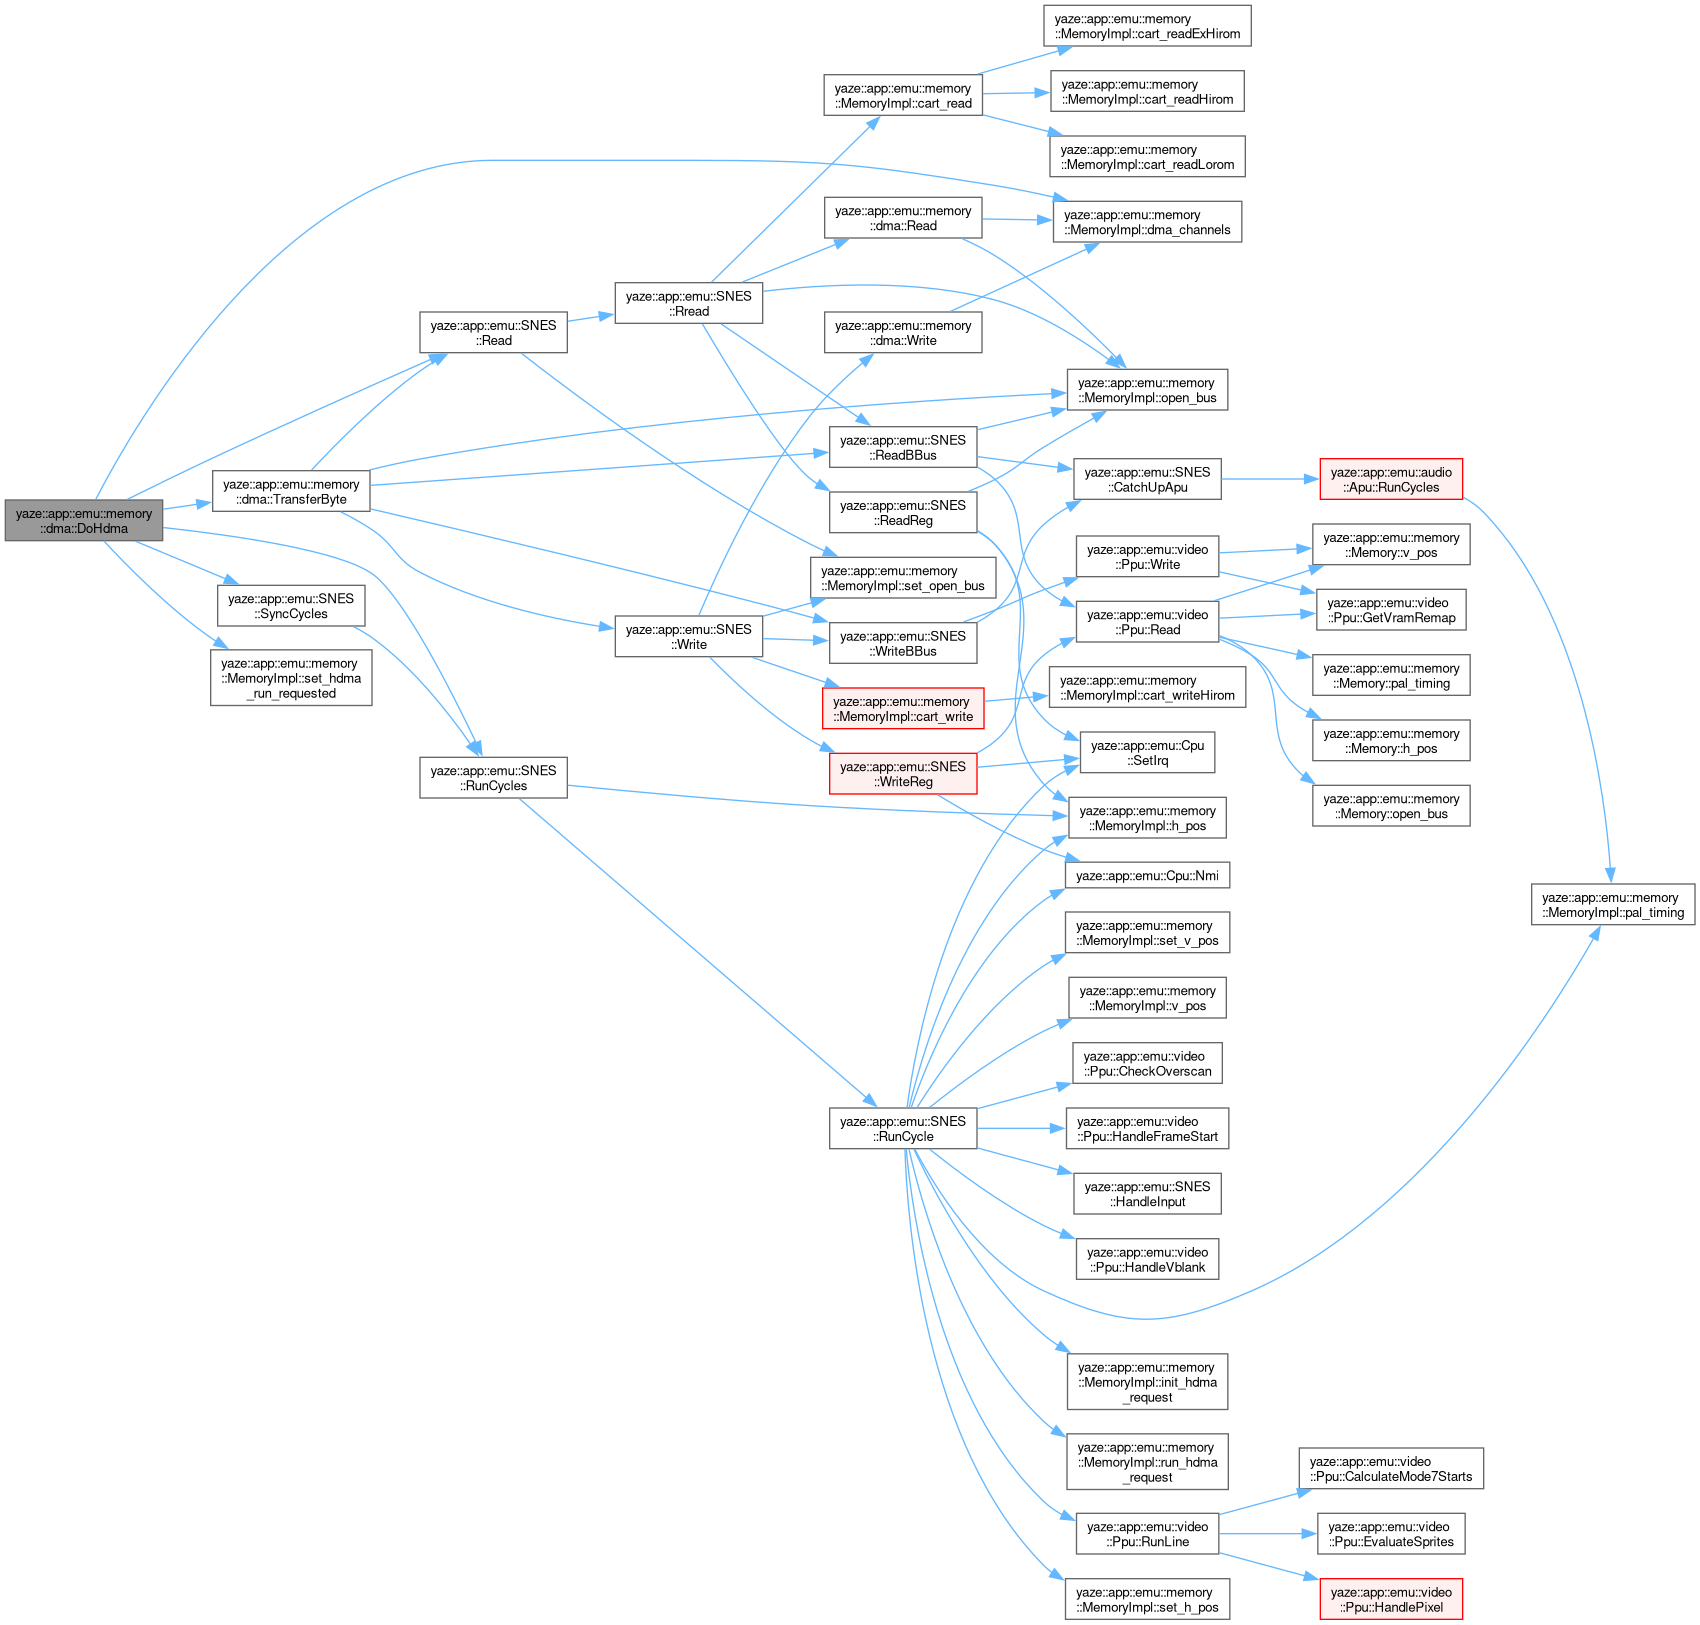 yaze::app::emu::memory
::dma::DoHdma
yaze::app::emu::memory
::dma::TransferByte
yaze::app::emu::SNES
::SyncCycles
yaze::app::emu::memory
::MemoryImpl::set_hdma
_run_requested
yaze::app::emu::SNES
::Read
yaze::app::emu::SNES
::RunCycles
yaze::app::emu::SNES
::Rread
yaze::app::emu::SNES
::Write
yaze::app::emu::memory
::MemoryImpl::cart_read
yaze::app::emu::memory
::dma::Read
yaze::app::emu::memory
::dma::Write
yaze::app::emu::SNES
::ReadBBus
yaze::app::emu::SNES
::ReadReg
yaze::app::emu::memory
::MemoryImpl::set_open_bus
yaze::app::emu::SNES
::WriteBBus
yaze::app::emu::memory
::MemoryImpl::cart_write
yaze::app::emu::SNES
::WriteReg
yaze::app::emu::SNES
::RunCycle
yaze::app::emu::memory
::MemoryImpl::cart_readExHirom
yaze::app::emu::memory
::MemoryImpl::cart_readHirom
yaze::app::emu::memory
::MemoryImpl::cart_readLorom
yaze::app::emu::memory
::MemoryImpl::dma_channels
yaze::app::emu::memory
::MemoryImpl::open_bus
yaze::app::emu::SNES
::CatchUpApu
yaze::app::emu::video
::Ppu::Write
yaze::app::emu::video
::Ppu::Read
yaze::app::emu::memory
::MemoryImpl::cart_writeHirom
yaze::app::emu::Cpu
::SetIrq
yaze::app::emu::memory
::MemoryImpl::h_pos
yaze::app::emu::Cpu::Nmi
yaze::app::emu::memory
::MemoryImpl::set_v_pos
yaze::app::emu::memory
::MemoryImpl::v_pos
yaze::app::emu::video
::Ppu::CheckOverscan
yaze::app::emu::video
::Ppu::HandleFrameStart
yaze::app::emu::SNES
::HandleInput
yaze::app::emu::video
::Ppu::HandleVblank
yaze::app::emu::memory
::MemoryImpl::init_hdma
_request
yaze::app::emu::memory
::MemoryImpl::run_hdma
_request
yaze::app::emu::video
::Ppu::RunLine
yaze::app::emu::memory
::MemoryImpl::set_h_pos
yaze::app::emu::audio
::Apu::RunCycles
yaze::app::emu::memory
::Memory::v_pos
yaze::app::emu::video
::Ppu::GetVramRemap
yaze::app::emu::memory
::Memory::pal_timing
yaze::app::emu::memory
::Memory::h_pos
yaze::app::emu::memory
::Memory::open_bus
yaze::app::emu::video
::Ppu::CalculateMode7Starts
yaze::app::emu::video
::Ppu::EvaluateSprites
yaze::app::emu::video
::Ppu::HandlePixel
yaze::app::emu::memory
::MemoryImpl::pal_timing